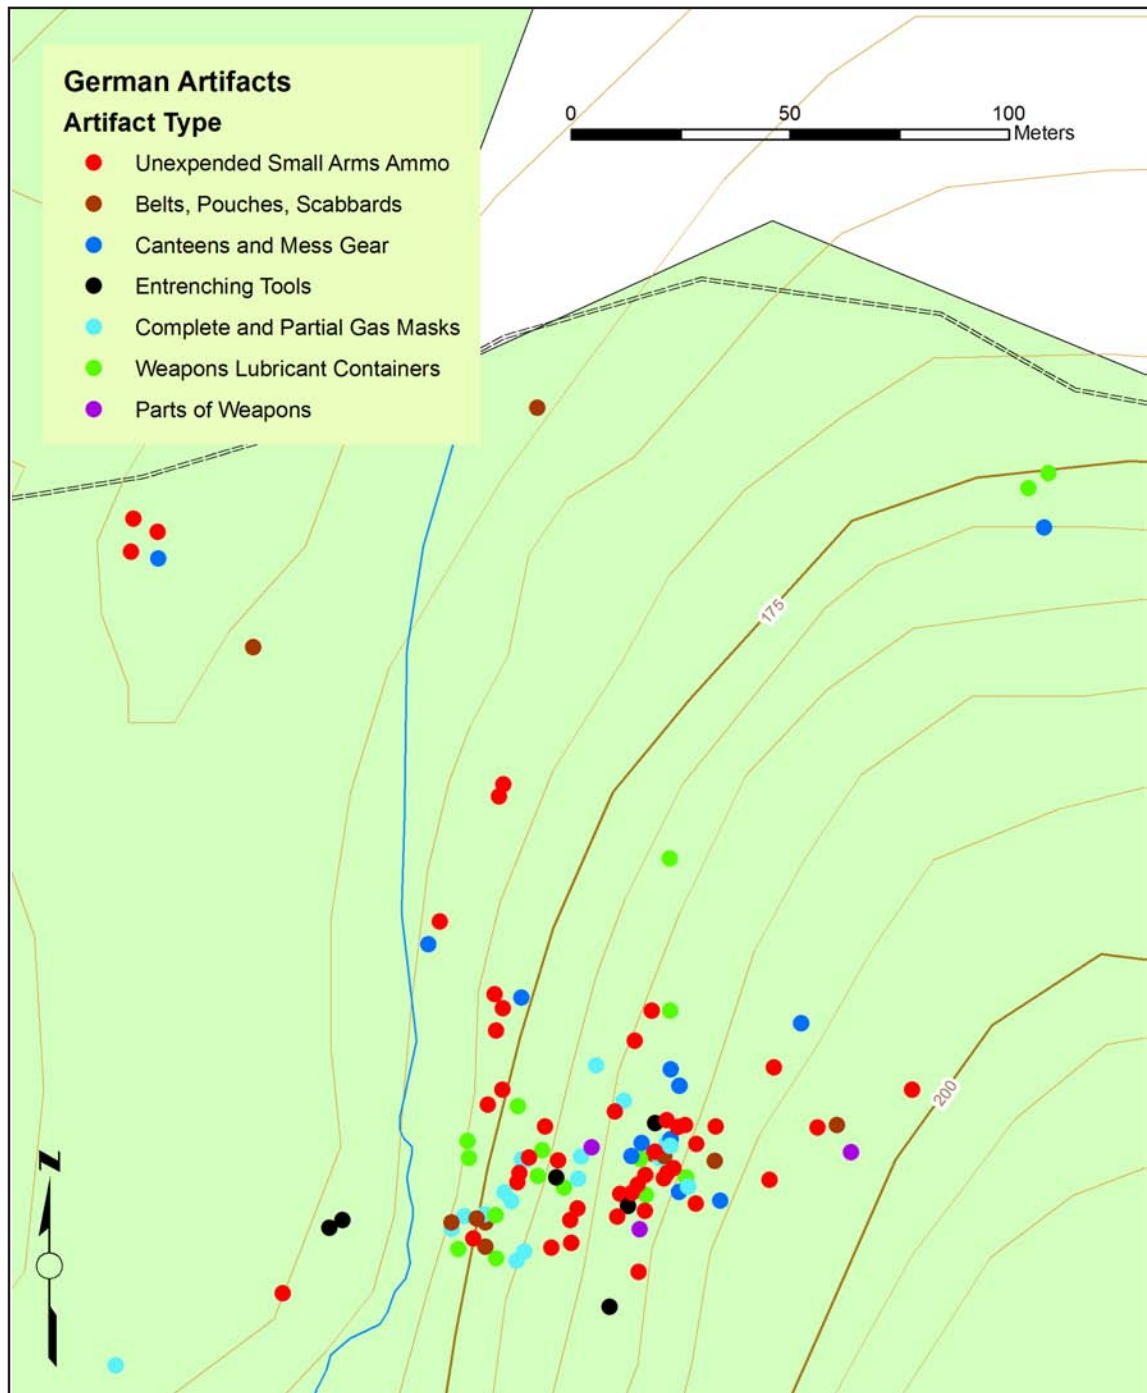 German Artifacts
Artifact Type
Unexpended Small Arms Ammo
Belts, Pouches, Scabbards
Canteens and Mess Gear
Entrenching Tools
Complete and Partial Gas Masks
Weapons Lubricant Containers
Parts of Weapons
0 50 100
Meters
175
200
N